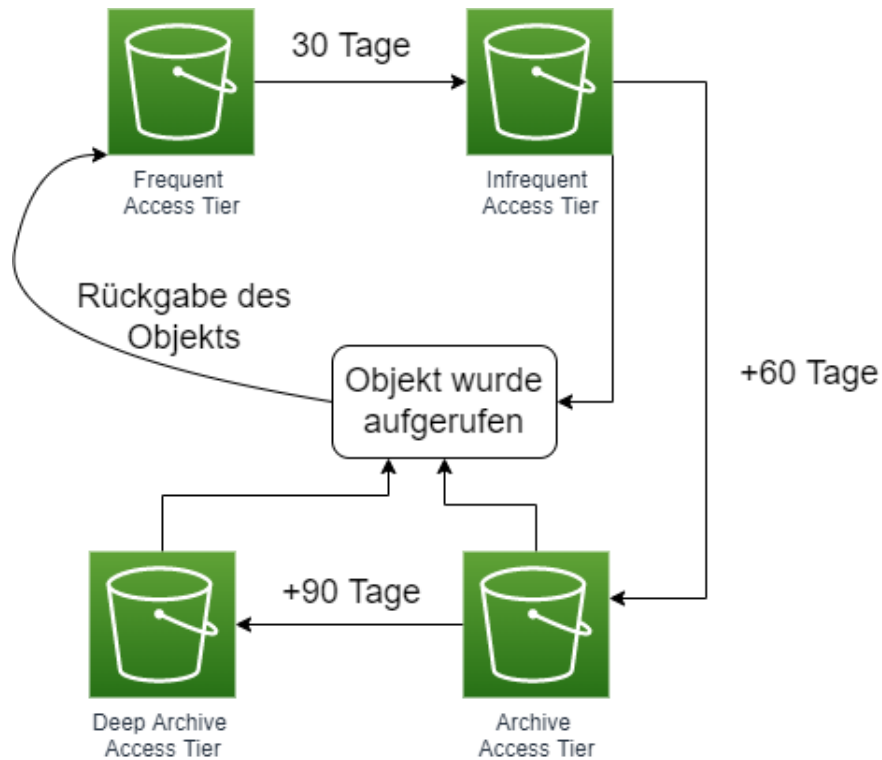 30 Tage
Frequent
Access Tier
Infrequent
Access Tier
Rückgabe des
Objekts
Objekt wurde
aufgerufen
+60 Tage
+90 Tage
Deep Archive
Access Tier
Archive
Access Tier